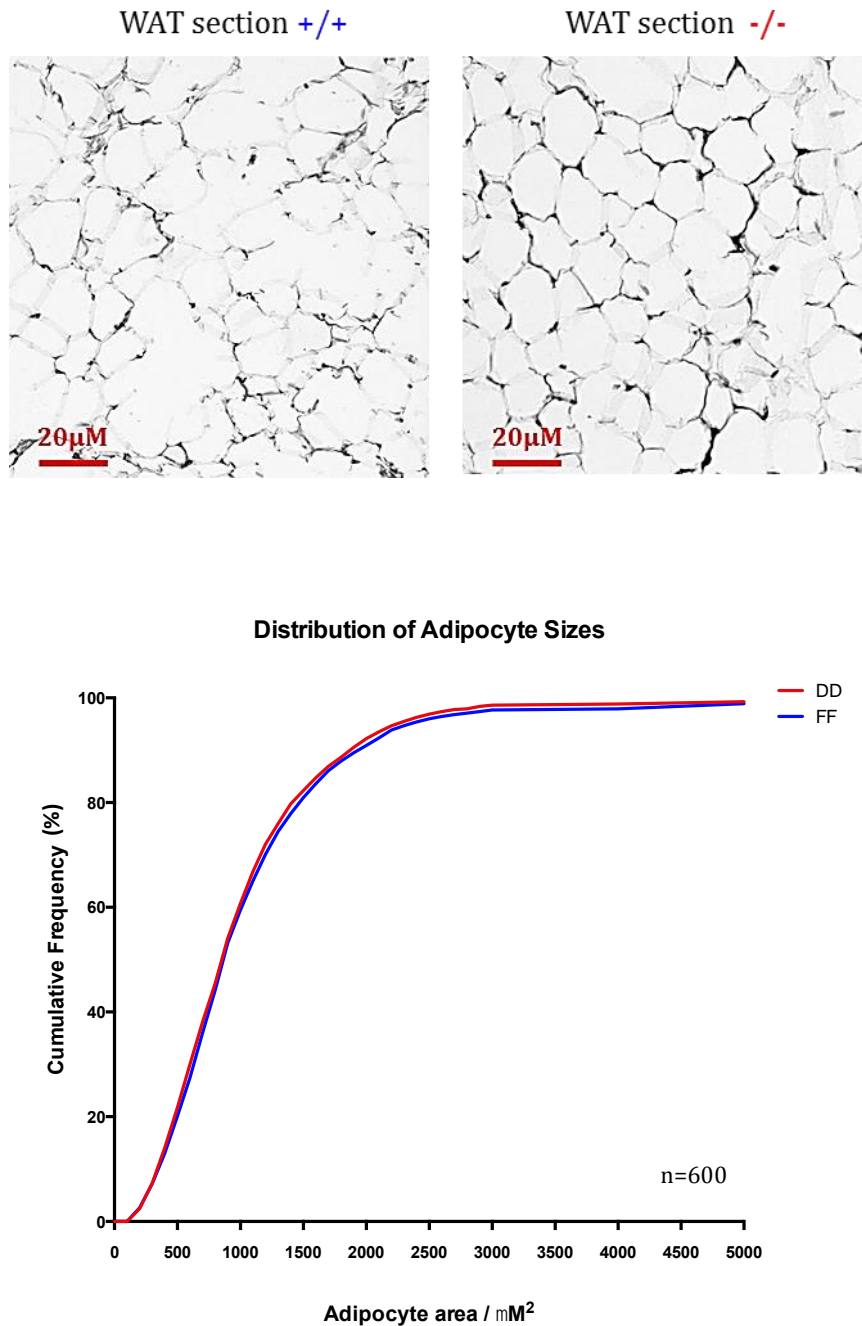 WAT section +/+
WAT section -/-
20µM
20µM
Distribution of Adipocyte Sizes
100
80
60
40
20
0
Cumulative Frequency (%)
DD
FF
n=600
0 500 1000 1500 2000 2500 3000 4000 4500 5000
Adipocyte area / mM²